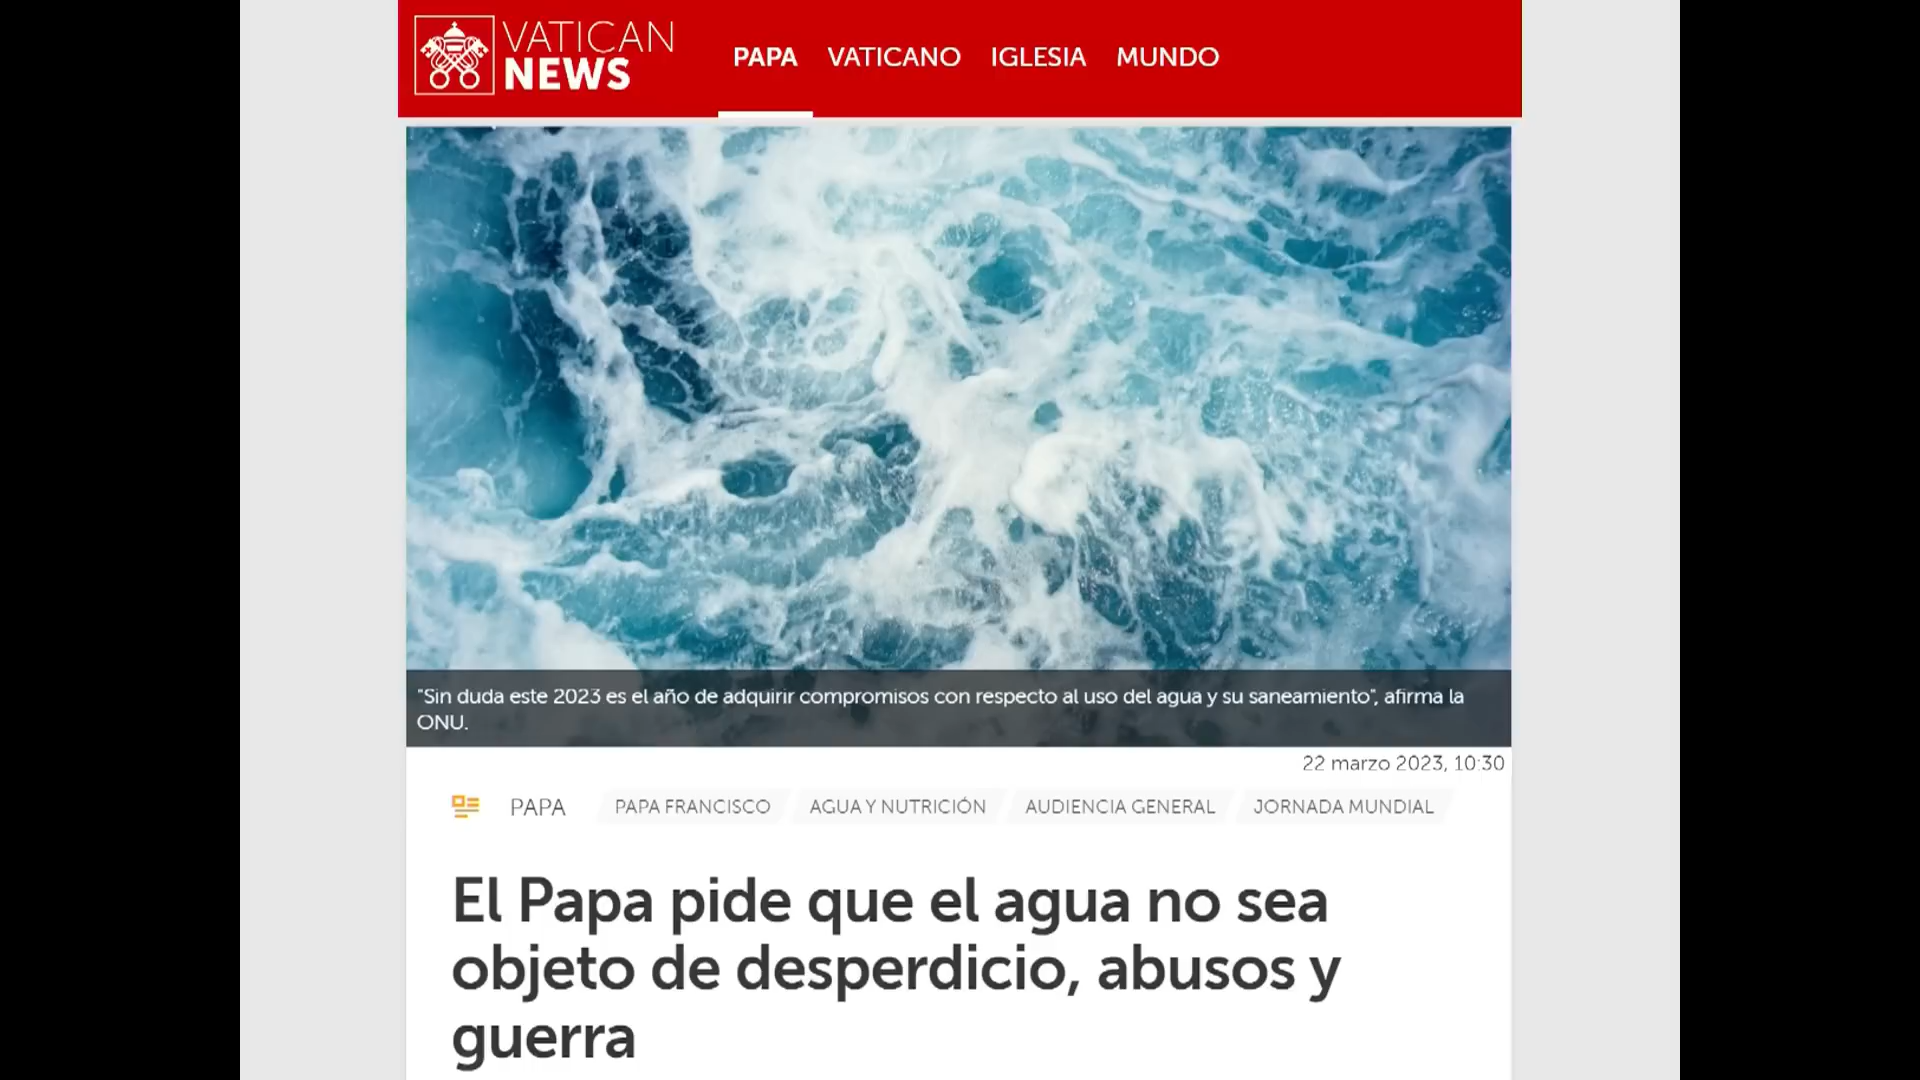 VATICAN
NEWS
PAPA VATICANO IGLESIA MUNDO
"Sin duda este 2023 es el año de adquirir compromisos con respecto al uso del agua y su saneamiento", afirma la
ONU.
22 marzo 2023, 10:30
PAPA PAPA FRANCISCO AGUA Y NUTRICIÓN AUDIENCIA GENERAL JORNADA MUNDIAL
El Papa pide que el agua no sea
objeto de desperdicio, abusos y
guerra